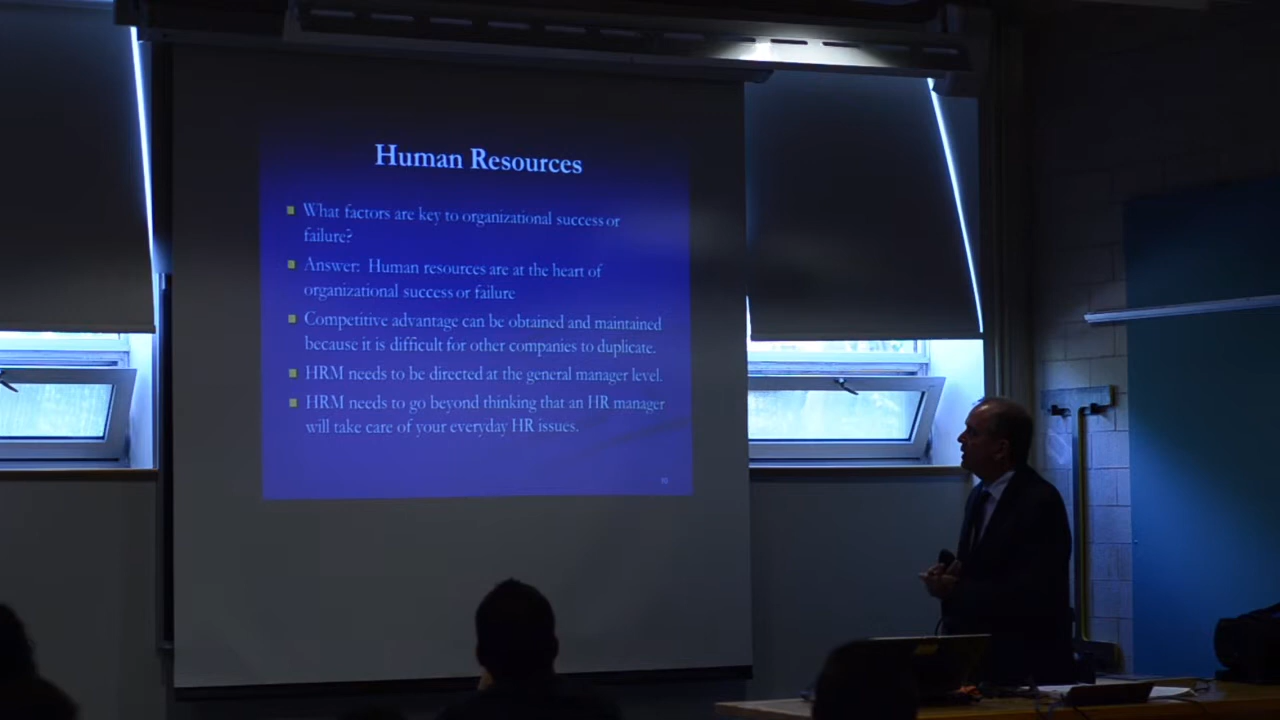 Human Resources
What factors are key to organizational success or
failure?
Answer: Human resources are at the heart of
organizational success or failure
Competitive advantage can be obtained and maintained
because it is difficult for other companies to duplicate.
HRM needs to be directed at the general manager level.
HRM needs to go beyond thinking that an HR manager
will take care of your everyday HR issues.